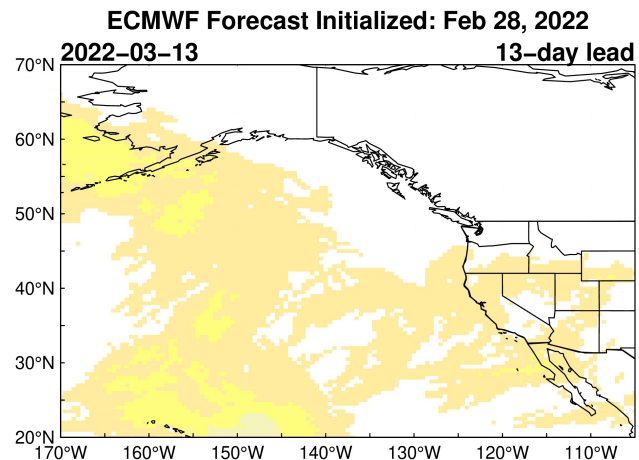 ECMWF Forecast Initialized: Feb 28, 2022
2022−03−13
13−day lead
70°N
60°N
50°N
40°N
30°N
20°N
170°W
160°W
150°W
140°W
130°W
120°W
110°W